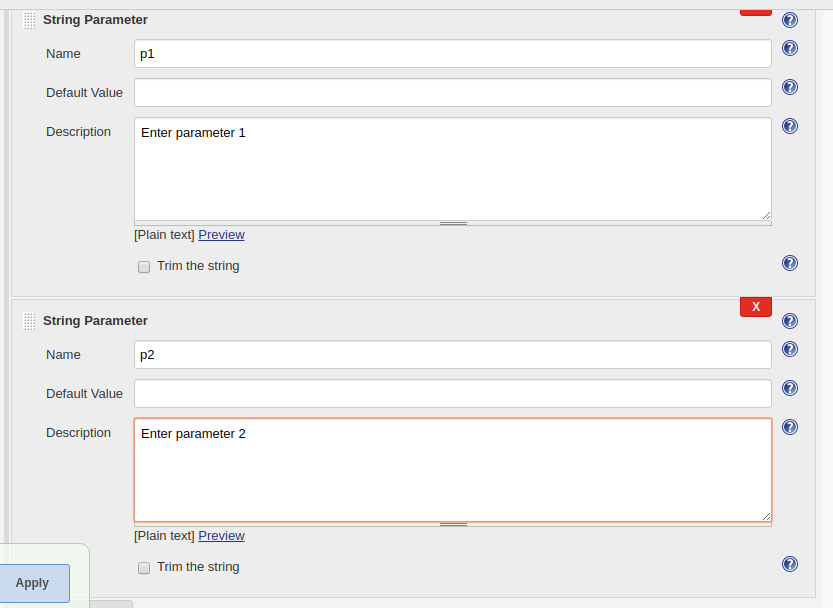 String Parameter
Name
p1
Default Value
Description
Enter parameter 1
[Plain text] Preview
Trim the string
X
String Parameter
Name
p2
Default Value
Description
Enter parameter 2
[Plain text] Preview
Trim the string
Apply